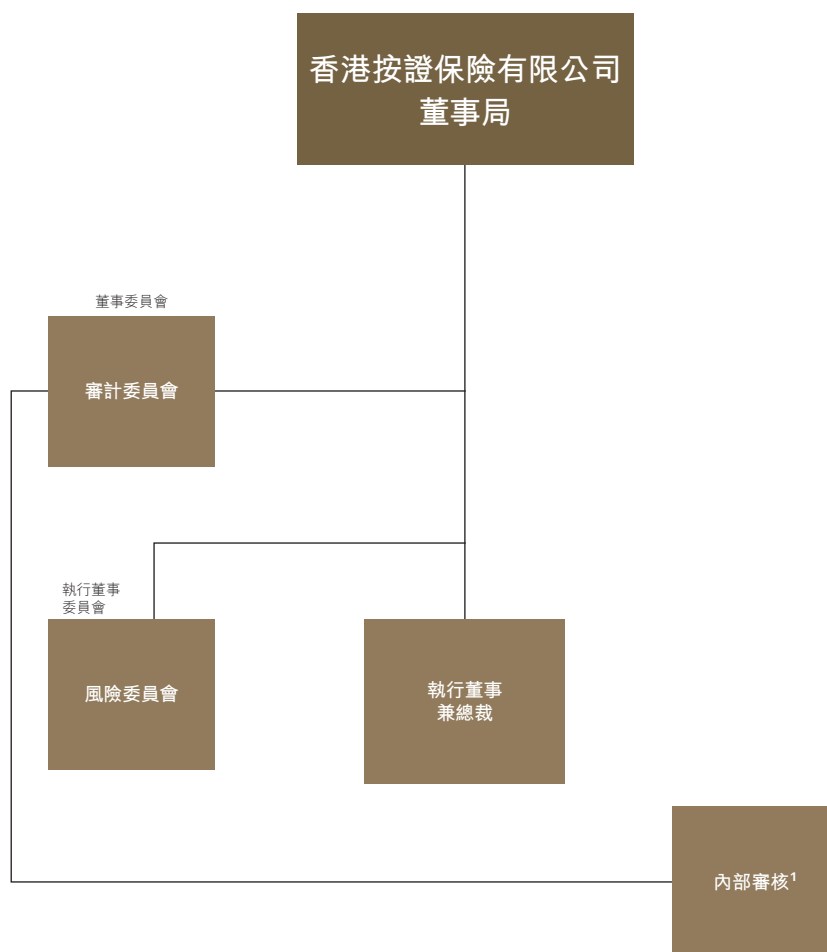 香港按證保險有限公司
董事局
董事委員會
審計委員會
執行董事
委員會
風險委員會
執行董事
兼總裁
內部審核¹